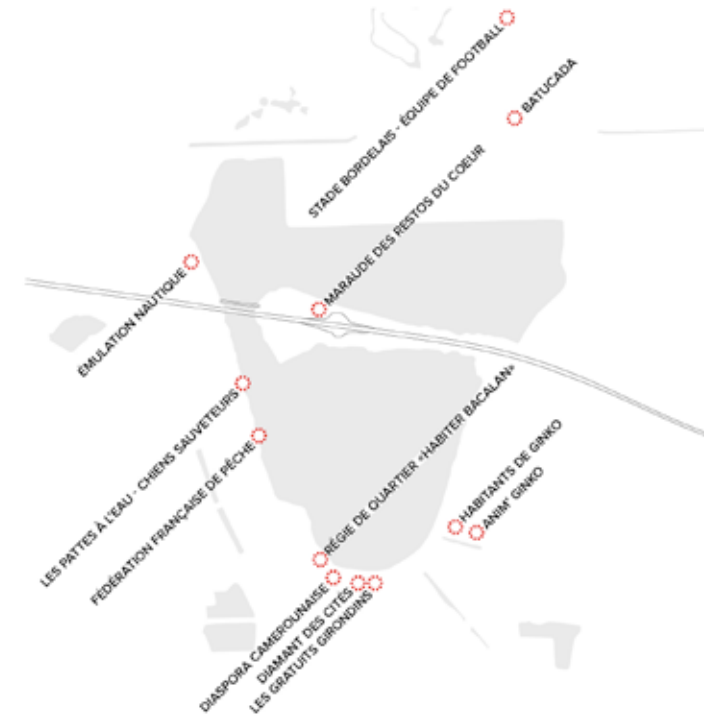 STADE BORDELAIS - ÉQUIPE DE FOOTBALL
BATUCADA
MARAUDE DES RESTOS DU COEUR
ÉMULATION NAUTIQUE
LES PATTES À L'EAU - CHIENS SAUVETEURS
FÉDÉRATION FRANÇAISE DE PÊCHE
RÉGIE DE QUARTIER «HABITER BACALAN»
HABITANTS DE GINKO
ANIM' GINKO
DIASPORA CAMEROUNAISE
DIAMANT DES CITÉS
LES GRATUITS GIRONDINS